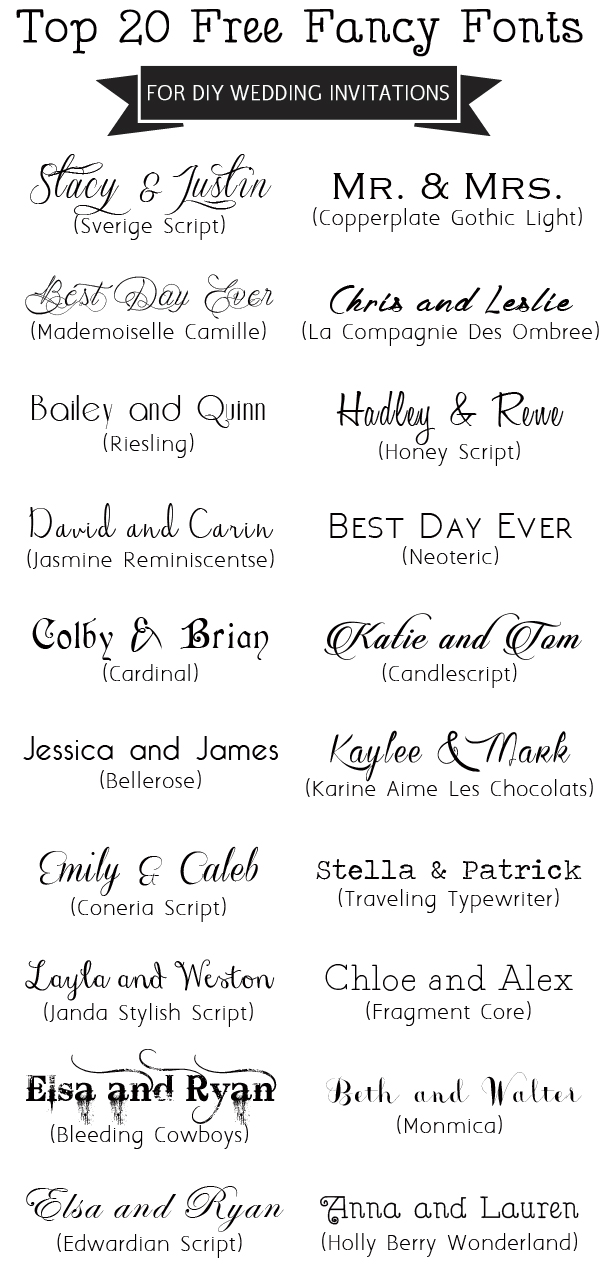 Top 20 Free Fancy Fonts
FOR DIY WEDDING INVITATIONS
Stacy & Justin
(Sverige Script)
MR. & MRS.
(Copperplate Gothic Light)
Best Day Ever
(Mademoiselle Camille)
Chris and Leslie
(La Compagnie Des Ombree)
Bailey and Quinn
(Riesling)
Hadley & Rewe
(Honey Script)
David and Carin
(Jasmine Reminiscentse)
BEST DAY EVER
(Neoteric)
Colby & Brian
(Cardinal)
Katie and Tom
(Candlescript)
Jessica and James
(Bellerose)
Kaylee & Mark
(Karine Aime Les Chocolats)
Emily & Caleb
(Coneria Script)
Stella & Patrick
(Traveling Typewriter)
Layla and Weston
(Janda Stylish Script)
Chloe and Alex
(Fragment Core)
Elsa and Ryan
(Bleeding Cowboys)
Beth and Walter
(Monmica)
Elsa and Ryan
(Edwardian Script)
Anna and Lauren
(Holly Berry Wonderland)